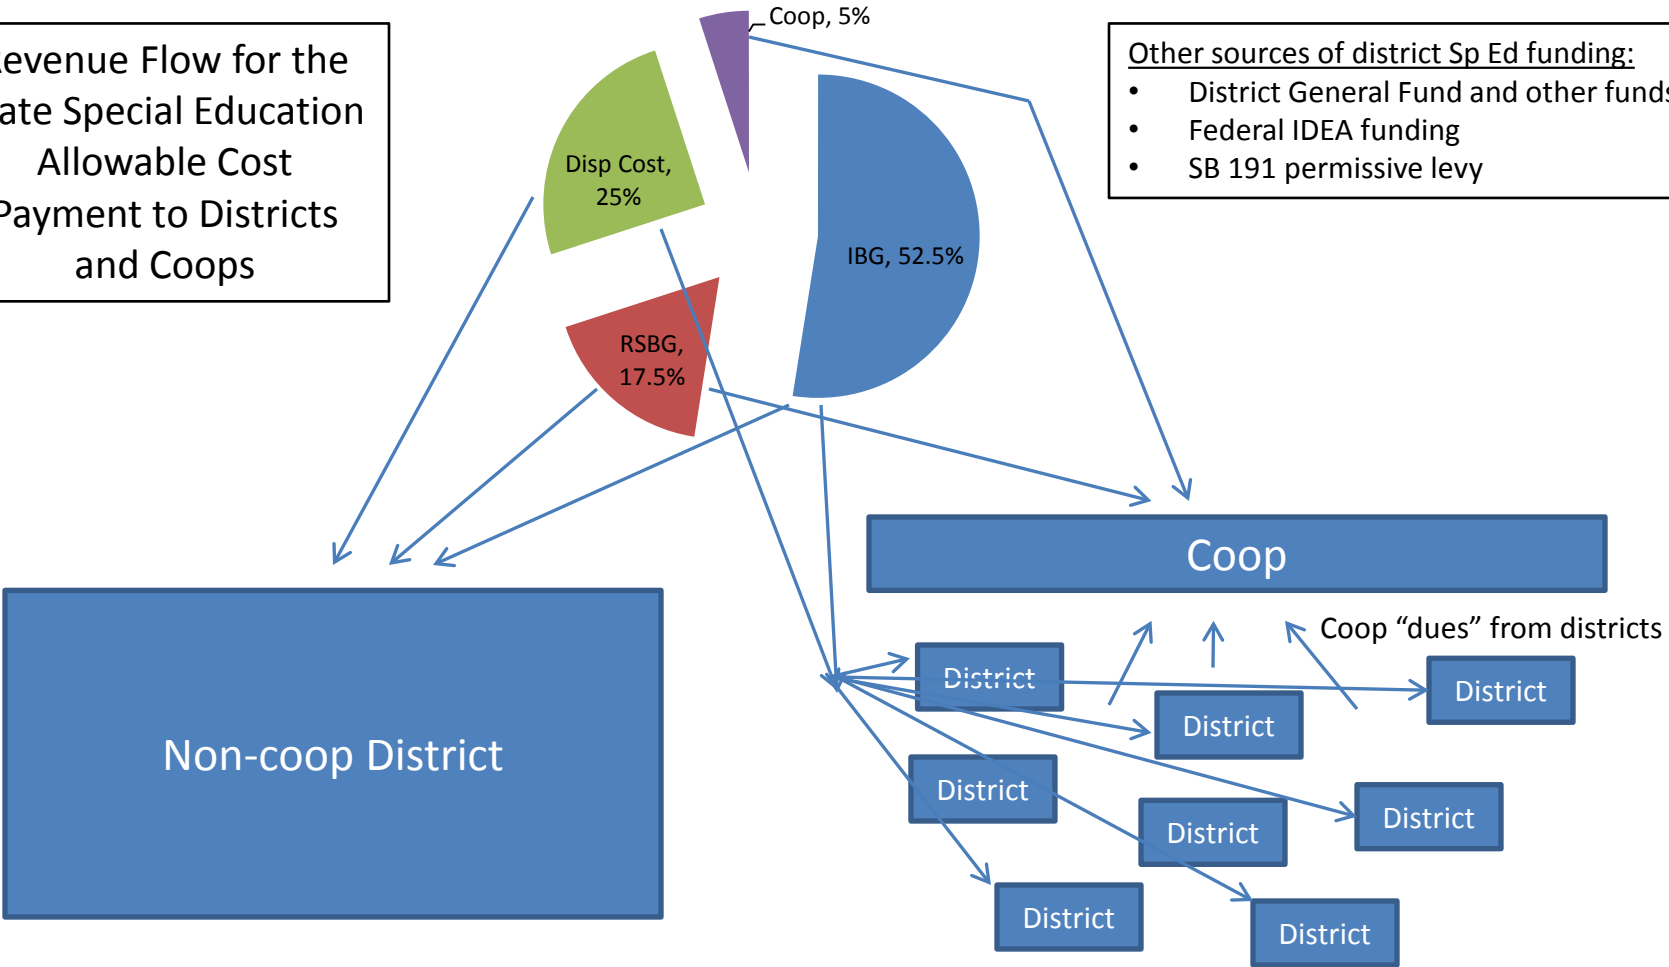 evenue Flow for the
ate Special Education
Allowable Cost
ayment to Districts
and Coops
Coop, 5%
Disp Cost,
25%
IBG, 52.5%
RSBG,
17.5%
Other sources of district Sp Ed funding:
• District General Fund and other funds
• Federal IDEA funding
• SB 191 permissive levy
Coop
Coop “dues” from districts
Non-coop District
District
District
District
District
District
District
District
District